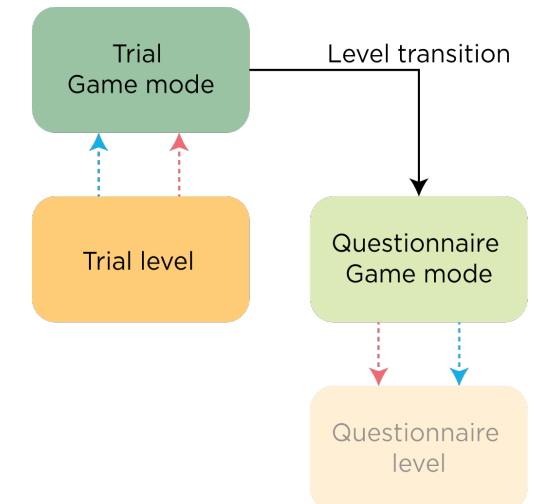 Trial
Game mode
Level transition
Trial level
Questionnaire
Game mode
Questionnaire
level